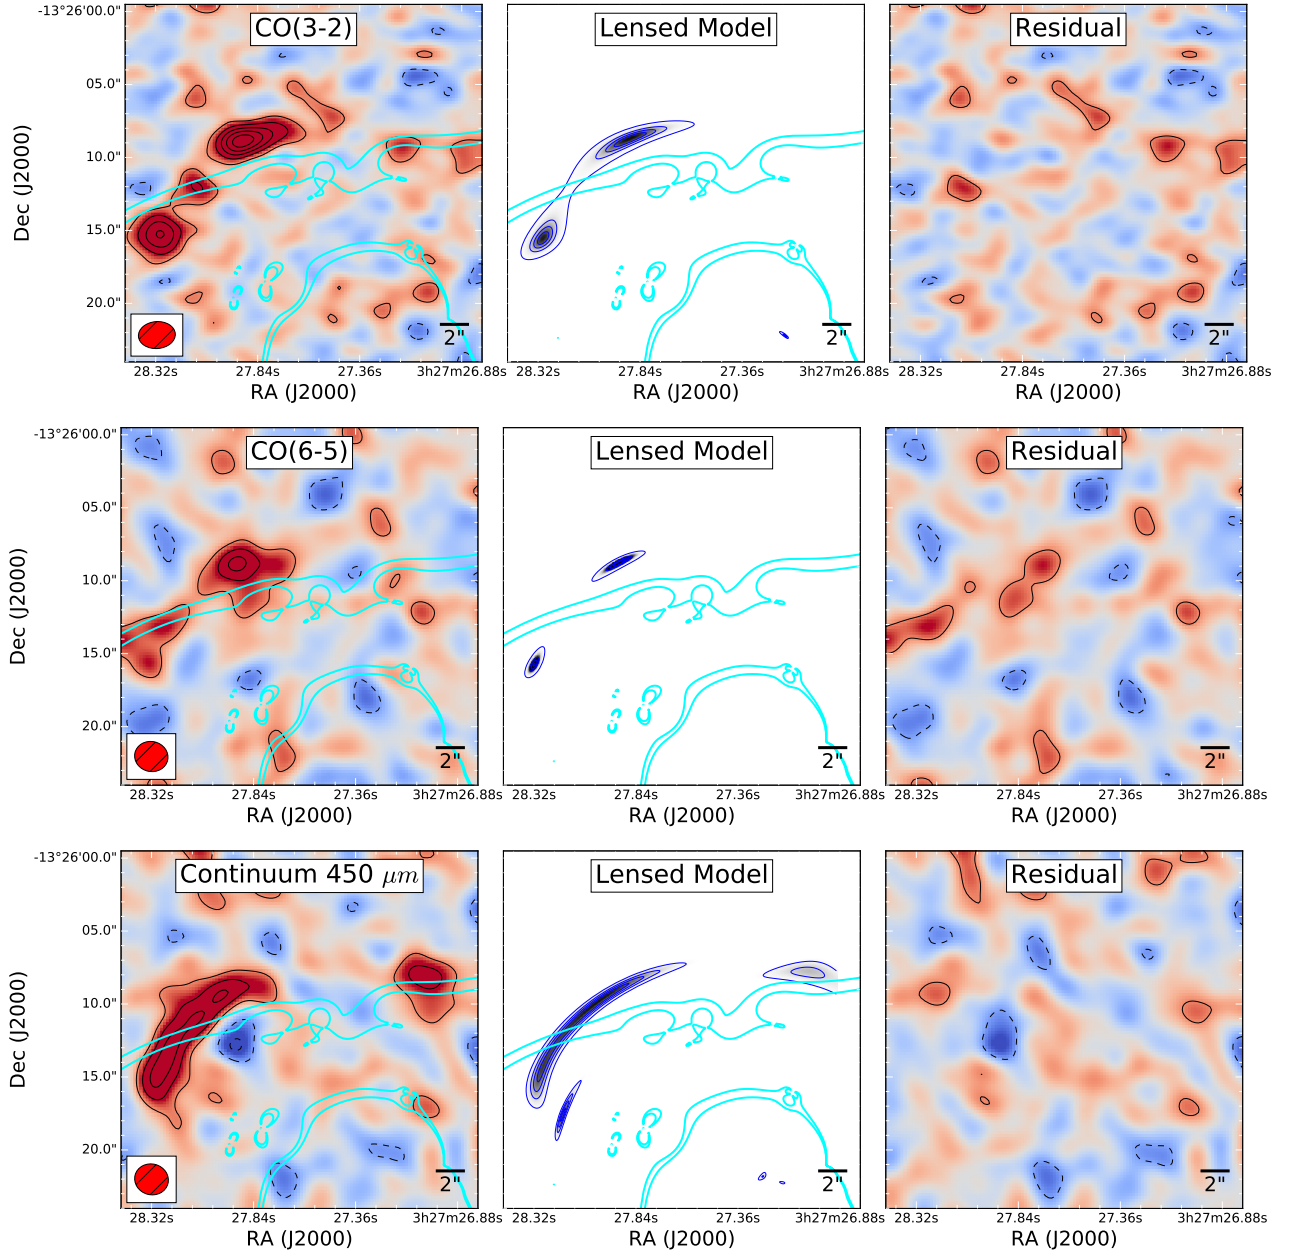 -13°26'00.0" CO(3-2) Lensed Model Residual
05.0"
10.0"
15.0"
20.0"
Dec (J2000)
2" 2" 2"
28.32s 27.84s 27.36s 3h27m26.88s 28.32s 27.84s 27.36s 3h27m26.88s 28.32s 27.84s 27.36s 3h27m26.88s
RA (J2000) RA (J2000) RA (J2000)
-13°26'00.0" CO(6-5) Lensed Model Residual
05.0"
10.0"
15.0"
20.0"
Dec (J2000)
2" 2" 2"
28.32s 27.84s 27.36s 3h27m26.88s 28.32s 27.84s 27.36s 3h27m26.88s 28.32s 27.84s 27.36s 3h27m26.88s
RA (J2000) RA (J2000) RA (J2000)
-13°26'00.0" Continuum 450 μm Lensed Model Residual
05.0"
10.0"
15.0"
20.0"
Dec (J2000)
2" 2" 2"
28.32s 27.84s 27.36s 3h27m26.88s 28.32s 27.84s 27.36s 3h27m26.88s 28.32s 27.84s 27.36s 3h27m26.88s
RA (J2000) RA (J2000) RA (J2000)